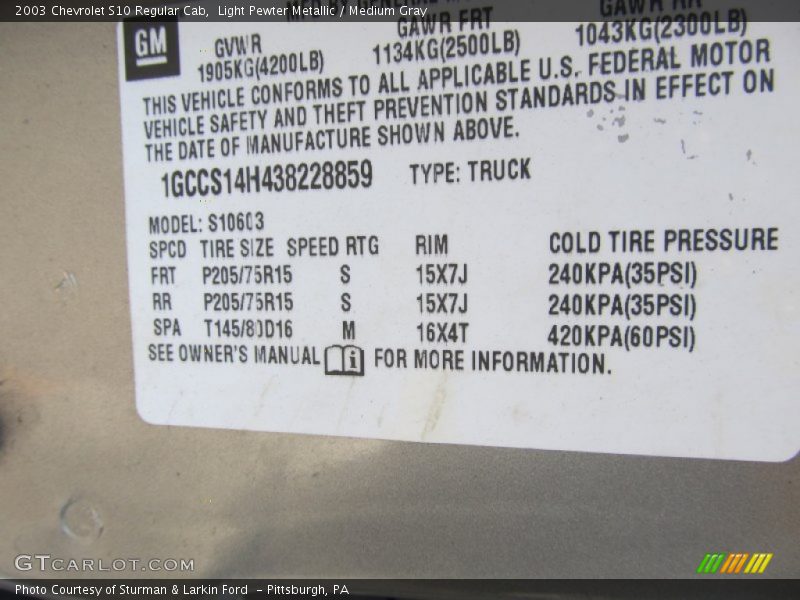 2003 Chevrolet S10 Regular Cab,  Light Pewter Metallic / Medium Gray
GM
GVWR GAWR FRT GAWR RR
1905KG(4200LB) 1134KG(2500LB) 1043KG(2300LB)
THIS VEHICLE CONFORMS TO ALL APPLICABLE U.S. FEDERAL MOTOR
VEHICLE SAFETY AND THEFT PREVENTION STANDARDS IN EFFECT ON
THE DATE OF MANUFACTURE SHOWN ABOVE.
1GCCS14H438228859 TYPE: TRUCK
MODEL: S10603
SPCD TIRE SIZE SPEED RTG RIM COLD TIRE PRESSURE
FRT P205/75R15 S 15X7J 240KPA(35PSI)
RR P205/75R15 S 15X7J 240KPA(35PSI)
SPA T145/80D16 M 16X4T 420KPA(60PSI)
SEE OWNER'S MANUAL i FOR MORE INFORMATION.
GTCARLOT.COM
Photo Courtesy of Sturman & Larkin Ford  - Pittsburgh, PA